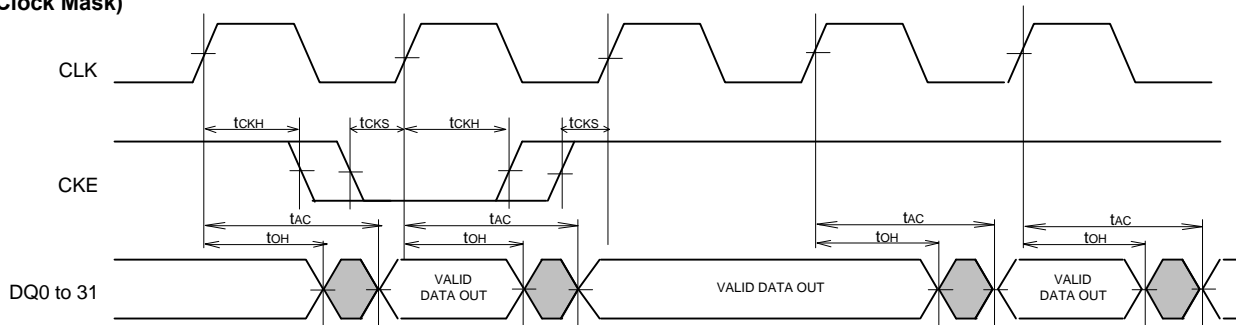 Clock Mask)
CLK
tCKH tCKS tCKH tCKS
CKE
tAC tAC tAC tAC
tOH tOH tOH tOH
DQ0 to 31
VALID
DATA OUT
VALID DATA OUT
VALID
DATA OUT